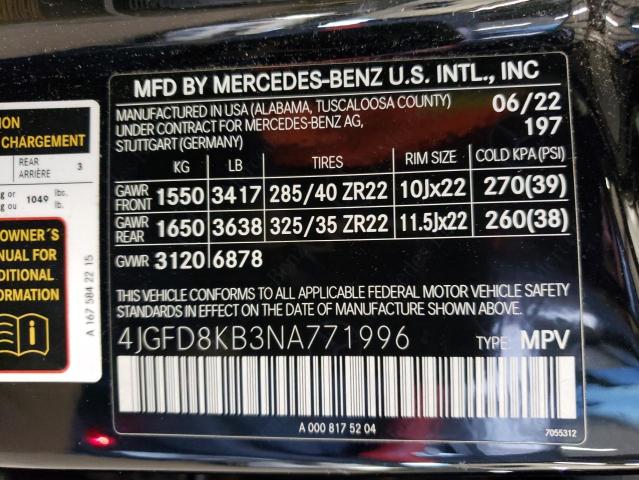 ION
CHARGEMENT
REAR
ARRIÈRE 3
g or 1049 lbs.
g ou lb.
OWNER´S
NUAL FOR
DITIONAL
ORMATION
A 167 584 22 15
MFD BY MERCEDES-BENZ U.S. INTL., INC
MANUFACTURED IN USA (ALABAMA, TUSCALOOSA COUNTY) 06/22
UNDER CONTRACT FOR MERCEDES-BENZ AG, 197
STUTTGART (GERMANY)
KG LB TIRES RIM SIZE COLD KPA(PSI)
GAWR FRONT 1550 3417 285/40 ZR22 10Jx22 270(39)
GAWR REAR 1650 3638 325/35 ZR22 11.5Jx22 260(38)
GVWR 3120 6878
THIS VEHICLE CONFORMS TO ALL APPLICABLE FEDERAL MOTOR VEHICLE SAFETY
STANDARDS IN EFFECT ON THE DATE OF MANUFACTURE SHOWN ABOVE.
4JGFD8KB3NA771996 TYPE: MPV
A 000 817 52 04
7055312